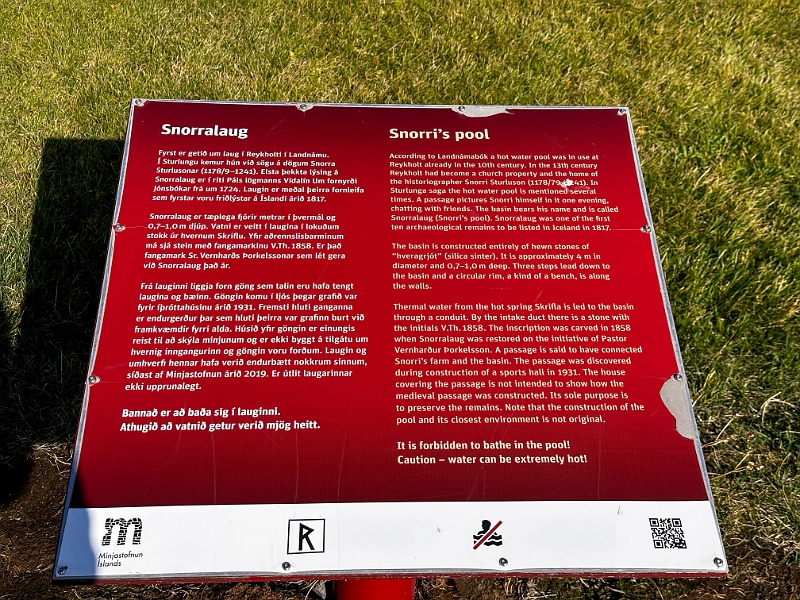 Snorralaug
Fyrst er getið um laug í Reykholti í Landnámu.
Í Sturlungu kemur hún við sögu á dögum Snorra
Sturlusonar (1178/9–1241). Elsta þekkta lýsing á
Snorralaug er í riti Páls lögmanns Vídalín Um fornyrði
Jónsbókar frá um 1724. Laugin er meðal þeirra fornleifa
sem fyrstar voru friðlýstar á Íslandi árið 1817.
Snorralaug er tæplega fjórir metrar í þvermál og
0,7–1,0 m djúp. Vatni er veitt í laugina í lokuðum
stokk úr hvernum Skriflu. Yfir aðrennslisbarminum
má sjá stein með fangamarkinu V.Th. 1858. Er það
fangamark Sr. Vernharðs Þorkelssonar sem lét gera
við Snorralaug það ár.
Frá lauginni liggja forn göng sem talin eru hafa tengt
laugina og bæinn. Göngin komu í ljós þegar grafið var
fyrir íþróttahúsinu árið 1931. Fremsti hluti ganganna
er endurgerður þar sem hluti þeirra var grafinn burt við
framkvæmdir fyrri alda. Húsið yfir göngin er einungis
reist til að skýla minjunum og er ekki byggt á tilgátu um
hvernig inngangurinn og göngin voru forðum. Laugin og
umhverfi hennar hafa verið endurbætt nokkrum sinnum,
síðast af Minjastofnun árið 2019. Er útlit laugarinnar
ekki upprunalegt.
Bannað er að baða sig í lauginni.
Athugið að vatnið getur verið mjög heitt.
Snorri's pool
According to Landnámabók a hot water pool was in use at
Reykholt already in the 10th century. In the 13th century
Reykholt had become a church property and the home of
the historiographer Snorri Sturluson (1178/79–1241). In
Sturlunga saga the hot water pool is mentioned several
times. A passage pictures Snorri himself in it one evening,
chatting with friends. The basin bears his name and is called
Snorralaug (Snorri's pool). Snorralaug was one of the first
ten archaeological remains to be listed in Iceland in 1817.
The basin is constructed entirely of hewn stones of
"hveragrjót" (silica sinter). It is approximately 4 m in
diameter and 0,7–1,0 m deep. Three steps lead down to
the basin and a circular rim, a kind of a bench, is along
the walls.
Thermal water from the hot spring Skrifla is led to the basin
through a conduit. By the intake duct there is a stone with
the initials V.Th. 1858. The inscription was carved in 1858
when Snorralaug was restored on the initiative of Pastor
Vernharður Þorkelsson. A passage is said to have connected
Snorri's farm and the basin. The passage was discovered
during construction of a sports hall in 1931. The house
covering the passage is not intended to show how the
medieval passage was constructed. Its sole purpose is
to preserve the remains. Note that the construction of the
pool and its closest environment is not original.
It is forbidden to bathe in the pool!
Caution – water can be extremely hot!
Minjastofnun
Íslands
R